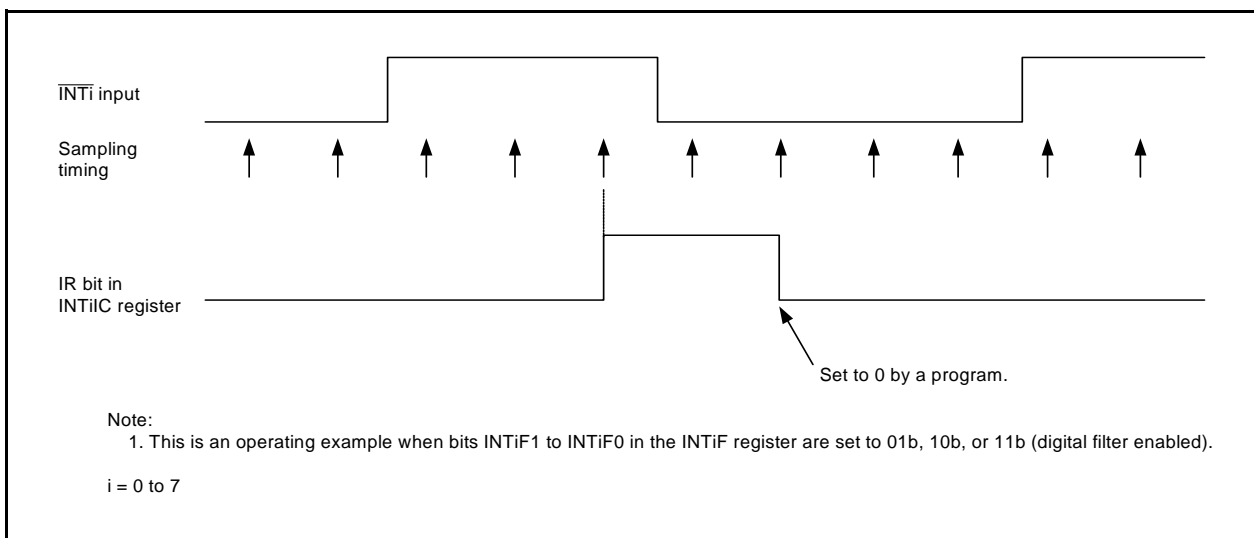 INTi input
Sampling
timing
IR bit in
INTiIC register
Set to 0 by a program.
Note:
1. This is an operating example when bits INTiF1 to INTiF0 in the INTiF register are set to 01b, 10b, or 11b (digital filter enabled).
i = 0 to 7